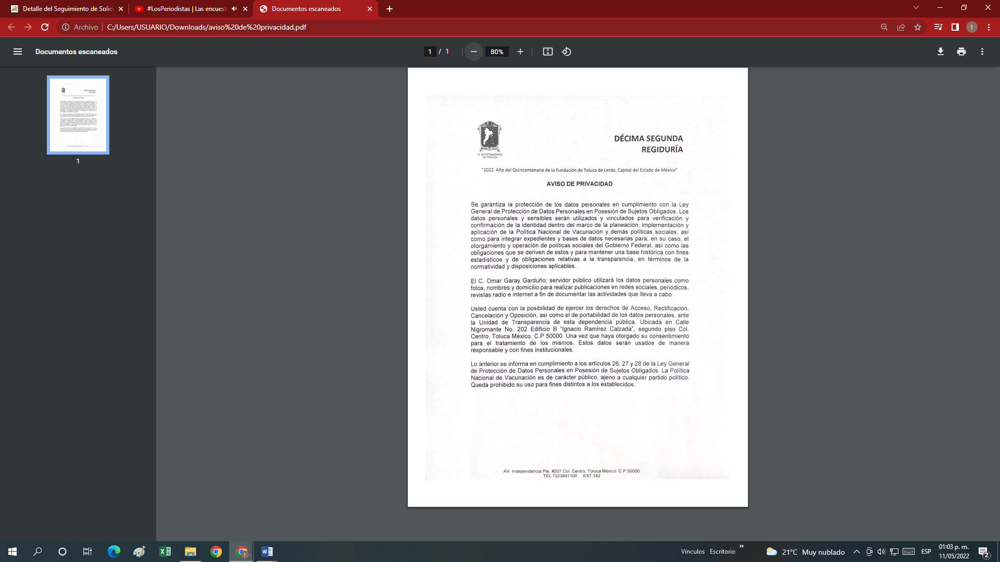 Detalle del Seguimiento de Solici
#LosPeriodistas | Las encuest
Documentos escaneados
Archivo
C:/Users/USUARIO/Downloads/aviso%20de%20privacidad.pdf
I
Documentos escaneados
1 / 1
80%
1
H. AYUNTAMIENTO
DE TOLUCA
DÉCIMA SEGUNDA
REGIDURÍA
"2022. Año del Quincentenario de la Fundación de Toluca de Lerdo, Capital del Estado de México"
AVISO DE PRIVACIDAD
Se garantiza la protección de los datos personales en cumplimiento con la Ley
General de Protección de Datos Personales en Posesión de Sujetos Obligados. Los
datos personales y sensibles serán utilizados y vinculados para verificación y
confirmación de la identidad dentro del marco de la planeación, implementación y
aplicación de la Política Nacional de Vacunación y demás políticas sociales, así
como para integrar expedientes y bases de datos necesarias para, en su caso, el
otorgamiento y operación de políticas sociales del Gobierno Federal, así como las
obligaciones que se deriven de estos y para mantener una base histórica con fines
estadísticos y de obligaciones relativas a la transparencia, en términos de la
normatividad y disposiciones aplicables.
El C. Omar Garay Garduño; servidor público utilizará los datos personales como
fotos, nombres y domicilio para realizar publicaciones en redes sociales, periódicos,
revistas radio e internet a fin de documentar las actividades que lleva a cabo
Usted cuenta con la posibilidad de ejercer los derechos de Acceso, Rectificación,
Cancelación y Oposición, así como el de portabilidad de los datos personales, ante
la Unidad de Transparencia de esta dependencia pública. Ubicada en Calle
Nigromante No. 202 Edificio B "Ignacio Ramírez Calzada", segundo piso Col.
Centro, Toluca México. C.P 50000. Una vez que haya otorgado su consentimiento
para el tratamiento de los mismos. Estos datos serán usados de manera
responsable y con fines institucionales.
Lo anterior se informa en cumplimiento a los artículos 26, 27 y 28 de la Ley General
de Protección de Datos Personales en Posesión de Sujetos Obligados. La Política
Nacional de Vacunación es de carácter público, ajeno a cualquier partido político.
Queda prohibido su uso para fines distintos a los establecidos.
AV. Independencia Pte. #207 Col. Centro, Toluca México. C.P 50000
TEL.7223841100 EXT.182
Vínculos Escritorio
21°C Muy nublado
ESP
01:03 p. m.
11/05/2022
2